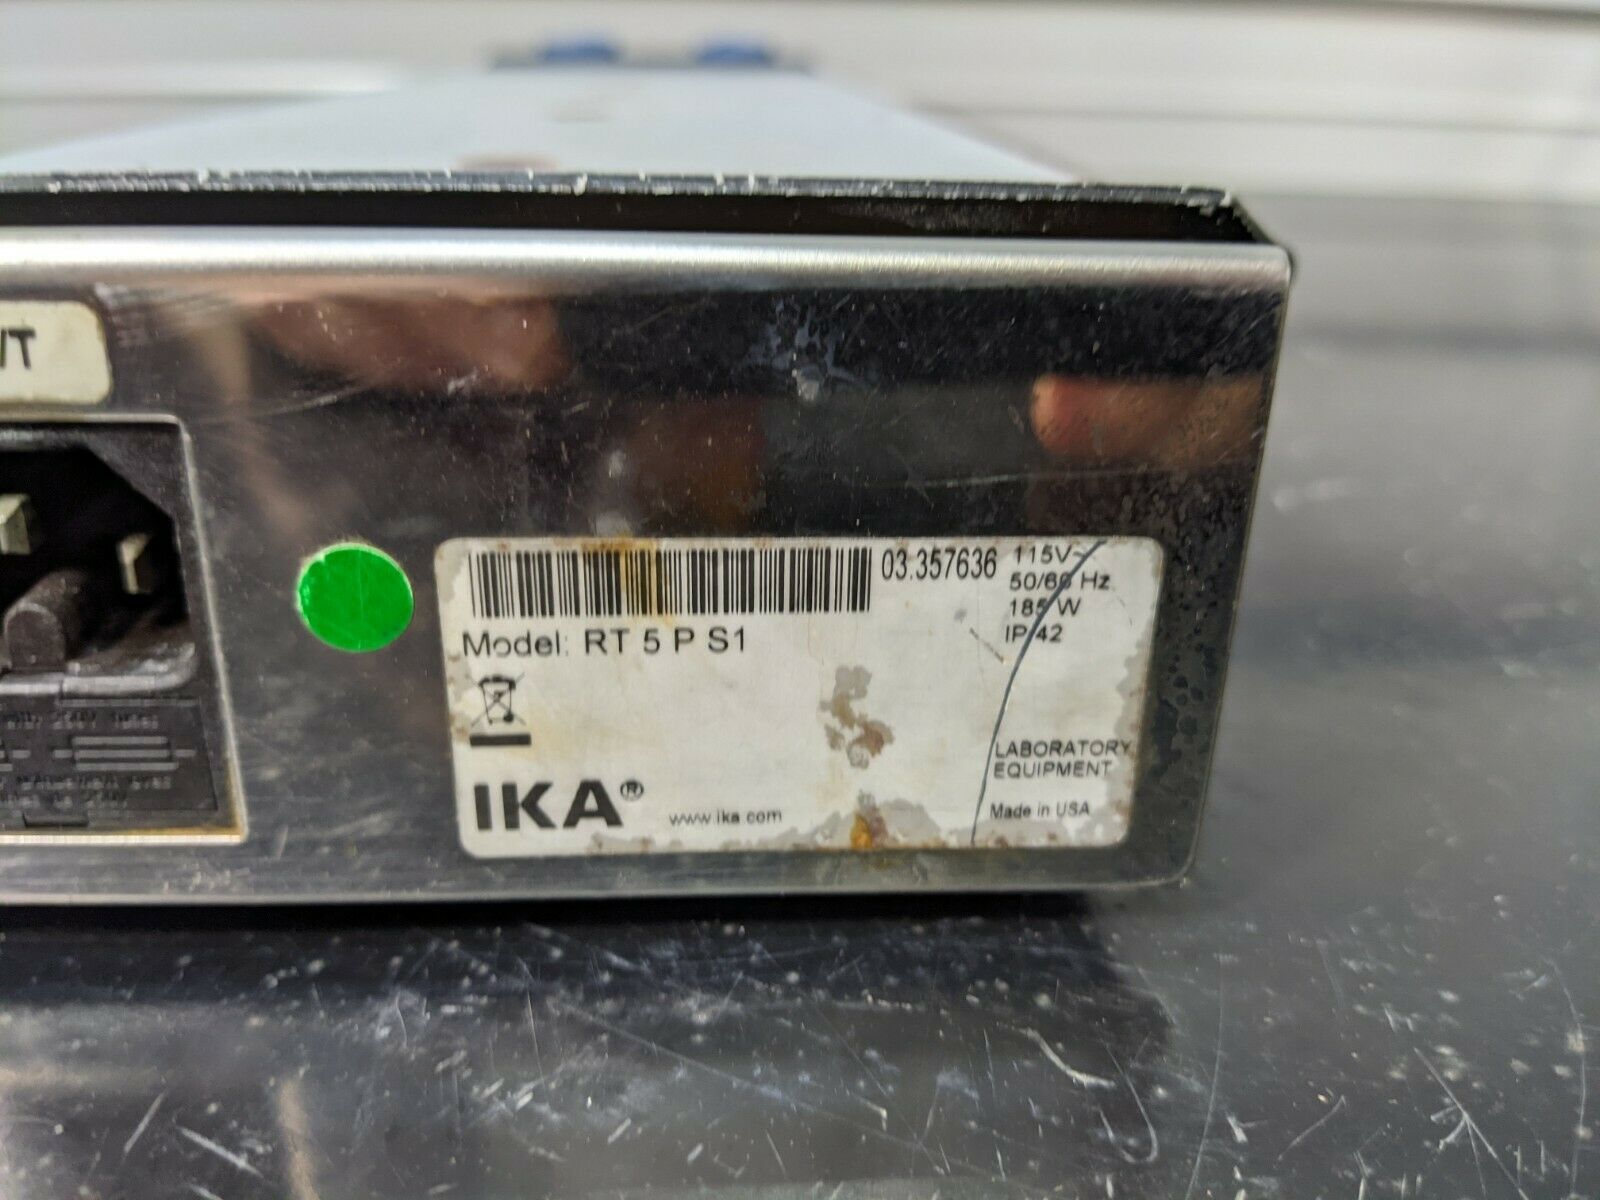 /T
03.357636
115V~
50/60 Hz
185 W
IP 42
Model: RT 5 P S1
LABORATORY
EQUIPMENT
IKA®
www.ika.com
Made in USA